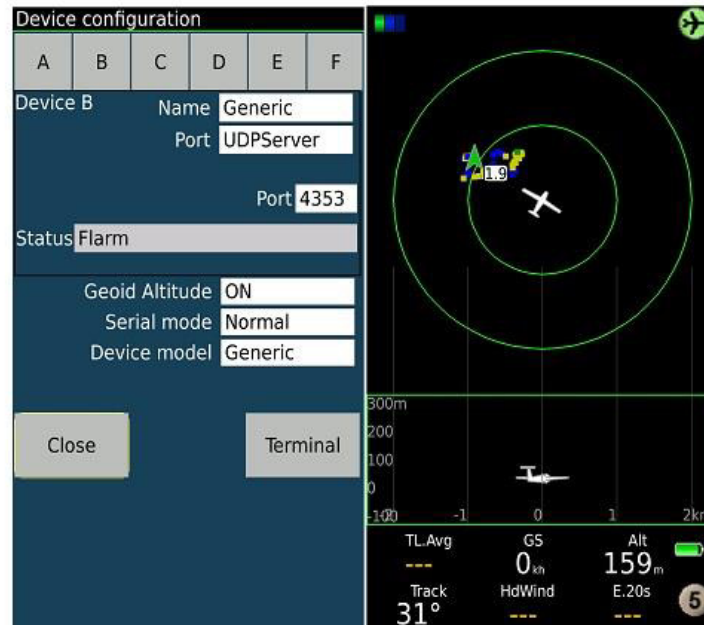 Device configuration
A B C D E F
Device B
Name Generic
Port UDPServer
Port 4353
Status Flarm
Geoid Altitude ON
Serial mode Normal
Device model Generic
Close Terminal
1.9
300m
200
100
0
-100
-2 -1 0 1 2km
TL.Avg GS Alt
--- 0kh 159m
Track HdWind E.20s
31° --- ---
5